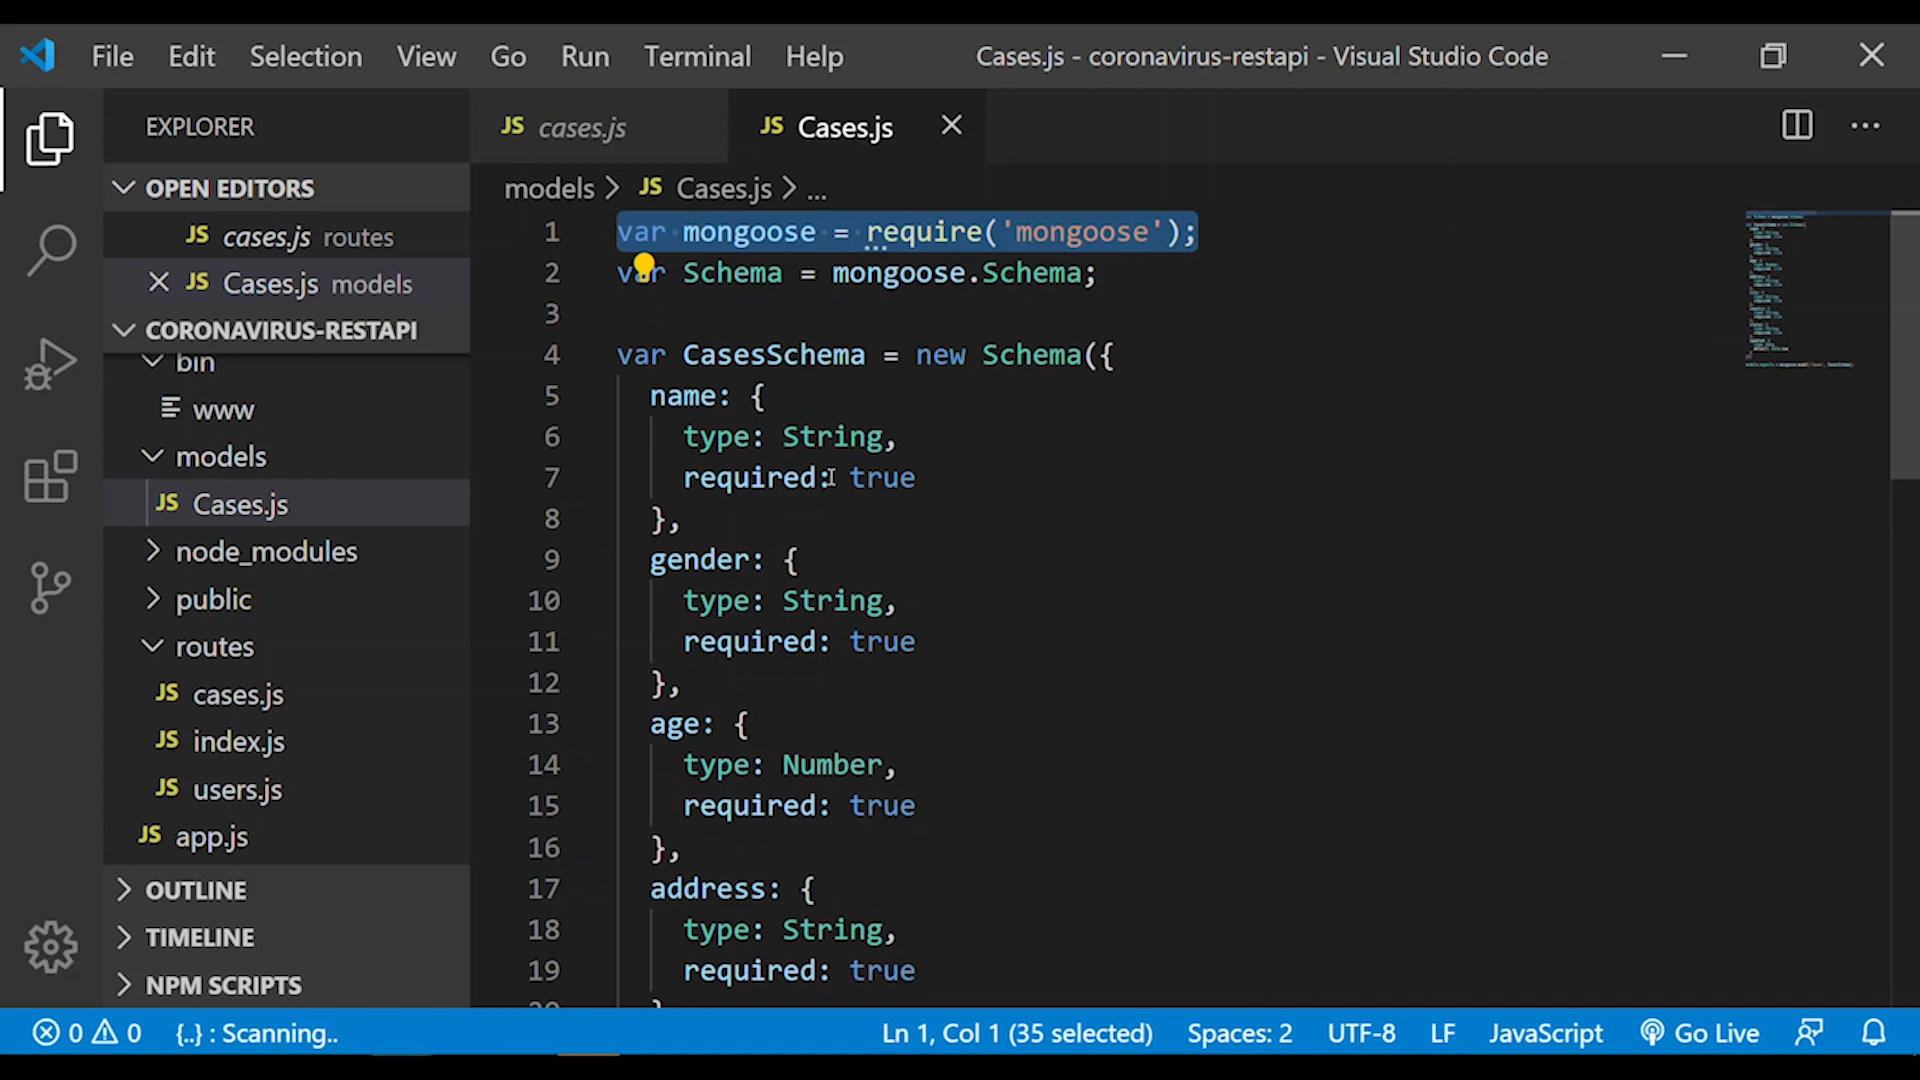 File Edit Selection View Go Run Terminal Help Cases.js - coronavirus-restapi - Visual Studio Code
EXPLORER
OPEN EDITORS
JS cases.js routes
JS Cases.js models
CORONAVIRUS-RESTAPI
bin
www
models
JS Cases.js
node_modules
public
routes
JS cases.js
JS index.js
JS users.js
JS app.js
OUTLINE
TIMELINE
NPM SCRIPTS
JS cases.js JS Cases.js
models > JS Cases.js > ...
1 var mongoose = require('mongoose');
2 var Schema = mongoose.Schema;
3
4 var CasesSchema = new Schema({
5 name: {
6 type: String,
7 required: true
8 },
9 gender: {
10 type: String,
11 required: true
12 },
13 age: {
14 type: Number,
15 required: true
16 },
17 address: {
18 type: String,
19 required: true
0 0 {..} : Scanning.. Ln 1, Col 1 (35 selected) Spaces: 2 UTF-8 LF JavaScript Go Live